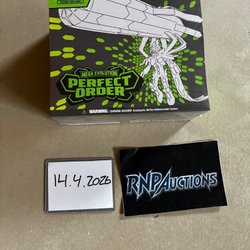 MEGA EVOLUTION
PERFECT ORDER
WARNING:
14.4.2026
RNPAUCTIONS